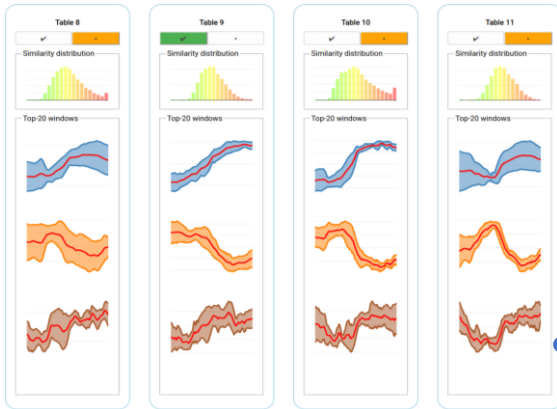 Table 8
Similarity distribution
Top-20 windows
Table 9
Similarity distribution
Top-20 windows
Table 10
Similarity distribution
Top-20 windows
Table 11
Similarity distribution
Top-20 windows